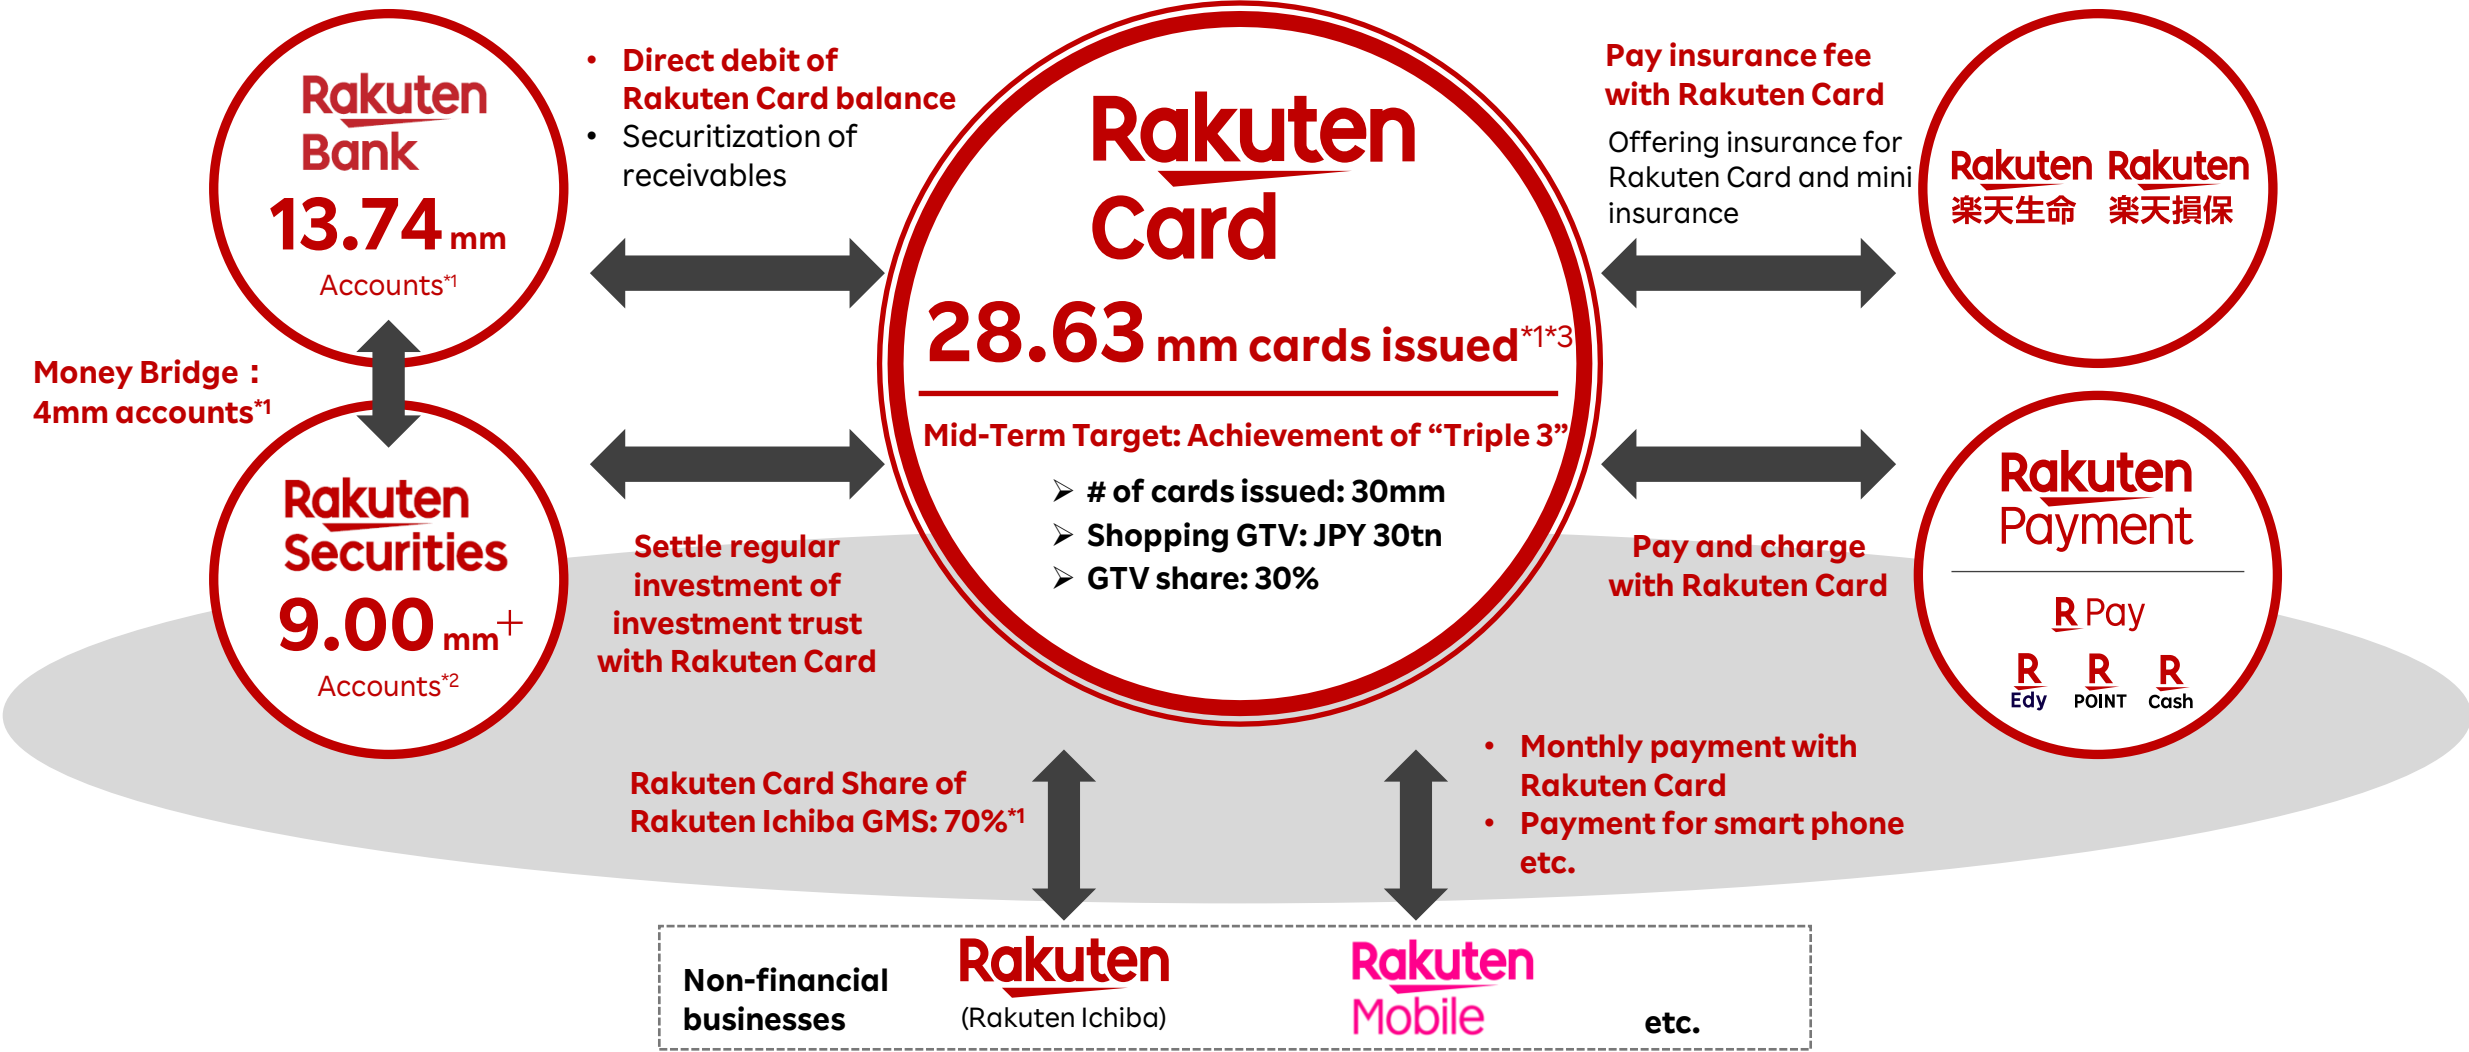 Rakuten
Bank
13.74 mm
Accounts*1
Money Bridge：
4mm accounts*1
Rakuten
Securities
9.00 mm+
Accounts*2
• Direct debit of
Rakuten Card balance
• Securitization of
receivables
Settle regular
investment of
investment trust
with Rakuten Card
Rakuten
Card
28.63 mm cards issued*1*3
Mid-Term Target: Achievement of “Triple 3”
➢ # of cards issued: 30mm
➢ Shopping GTV: JPY 30tn
➢ GTV share: 30%
Pay insurance fee
with Rakuten Card
Offering insurance for
Rakuten Card and mini
insurance
Rakuten Rakuten
楽天生命 楽天損保
Pay and charge
with Rakuten Card
Rakuten
Payment
R Pay
R R R
Edy POINT Cash
Rakuten Card Share of
Rakuten Ichiba GMS: 70%*1
• Monthly payment with
Rakuten Card
• Payment for smart phone
etc.
Non-financial
businesses
Rakuten
(Rakuten Ichiba)
Rakuten
Mobile
etc.